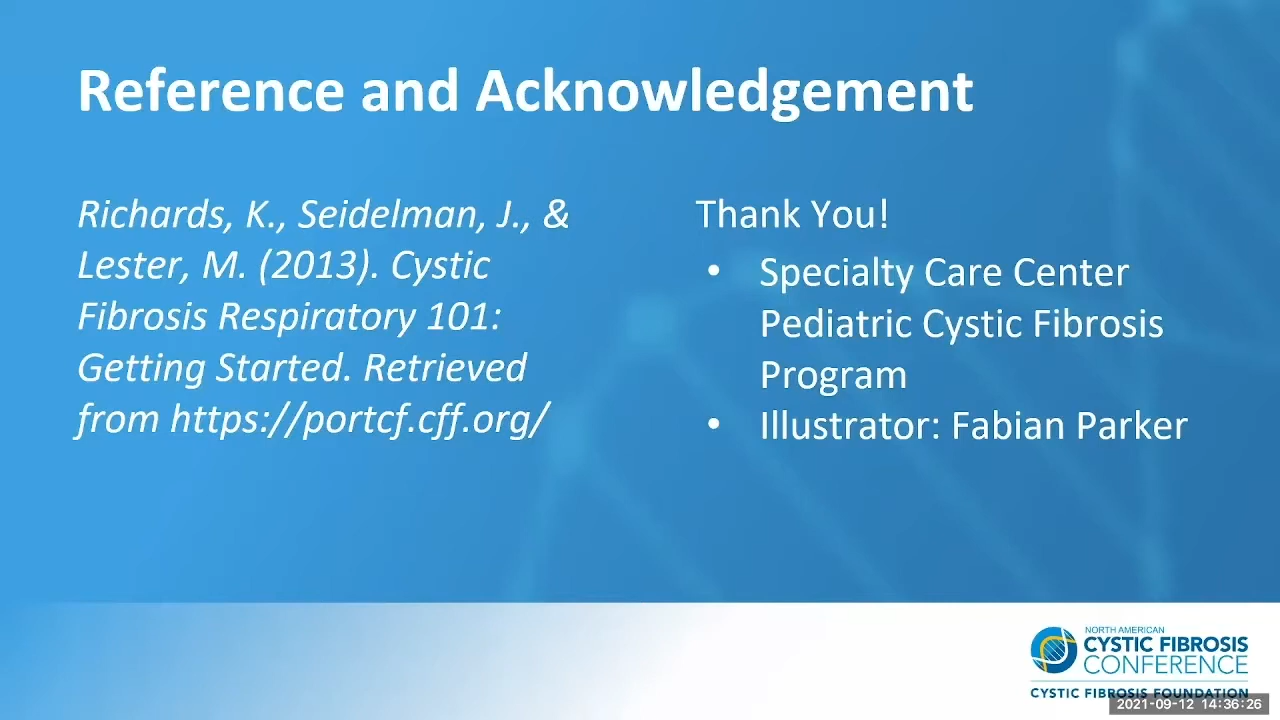 Reference and Acknowledgement
Richards, K., Seidelman, J., &
Lester, M. (2013). Cystic
Fibrosis Respiratory 101:
Getting Started. Retrieved
from https://portcf.cff.org/
Thank You!
• Specialty Care Center
Pediatric Cystic Fibrosis
Program
• Illustrator: Fabian Parker
NORTH AMERICAN
CYSTIC FIBROSIS
CONFERENCE
CYSTIC FIBROSIS FOUNDATION
2021-09-12 14:36:26